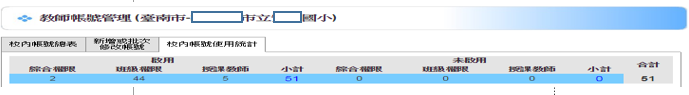 教師帳號管理 (臺南市- 市立 國小)
校內帳號總表 新增或批次修改帳號 校內帳號使用統計
啟用 未啟用 合計
綜合權限 班級權限 授課教師 小計 綜合權限 班級權限 授課教師 小計
2 44 5 51 0 0 0 0 51